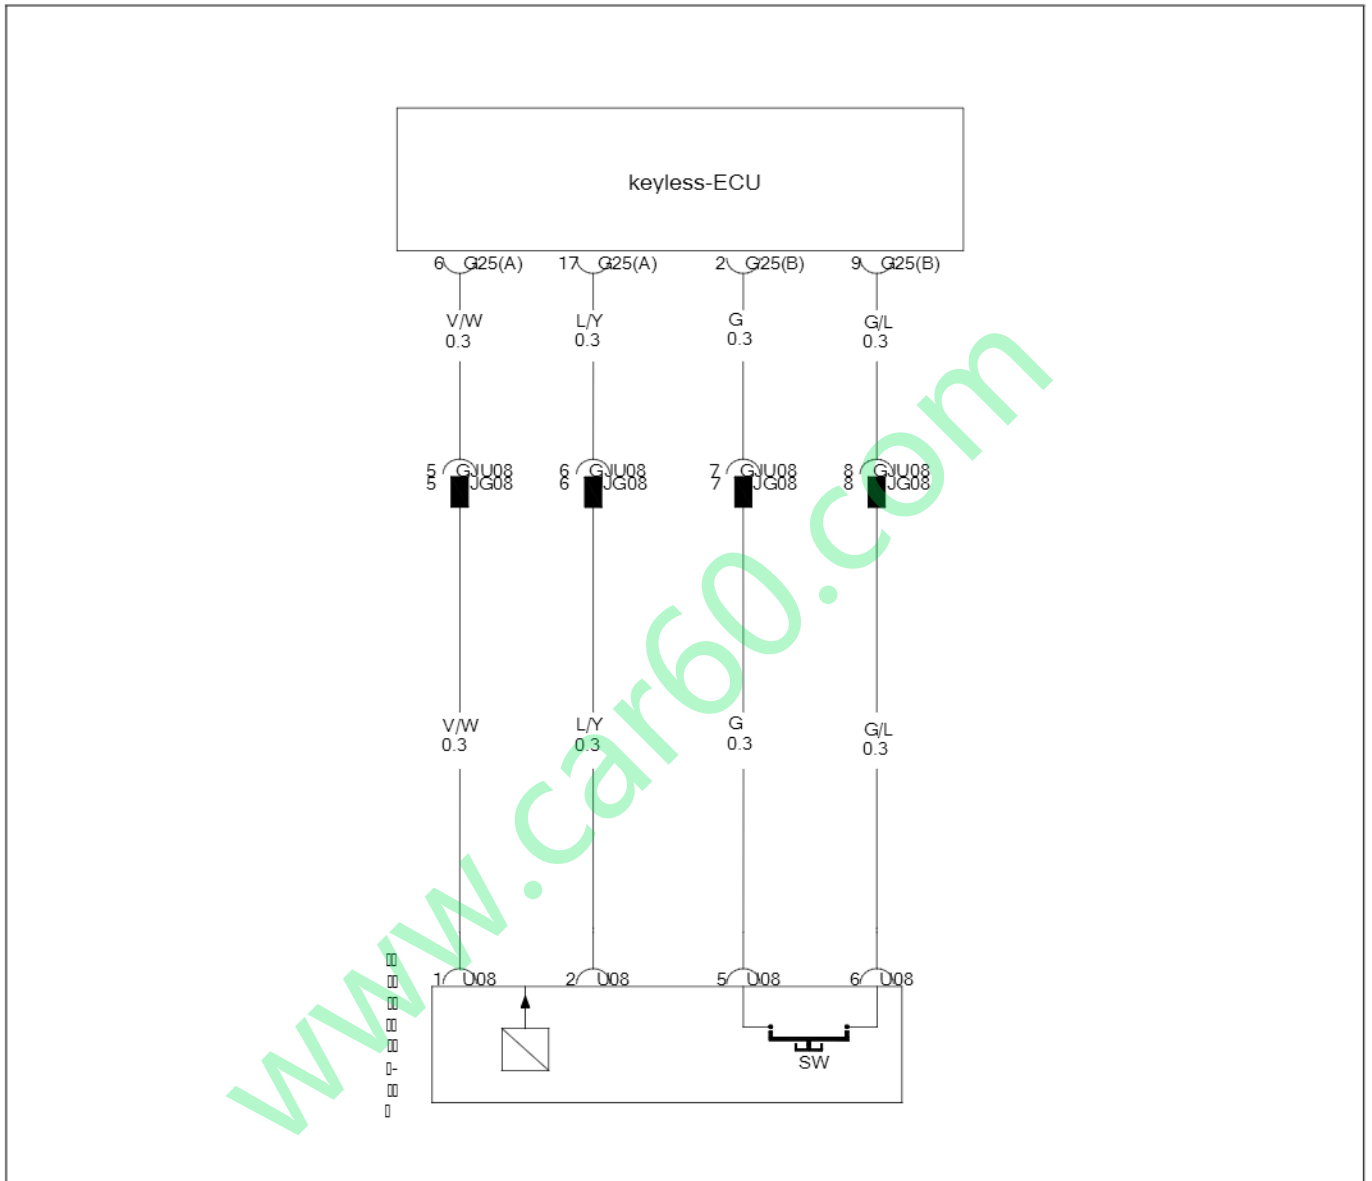 keyless-ECU
6 G25(A) 17 G25(A) 2 G25(B) 9 G25(B)
V/W L/Y G G/L
0.3 0.3 0.3 0.3
5 GJU08 6 GJU08 7 GJU08 8 GJU08
5 JG08 6 JG08 7 JG08 8 JG08
V/W L/Y G G/L
0.3 0.3 0.3 0.3
1 U08 2 U08 5 U08 6 U08
SW
www.car60.com